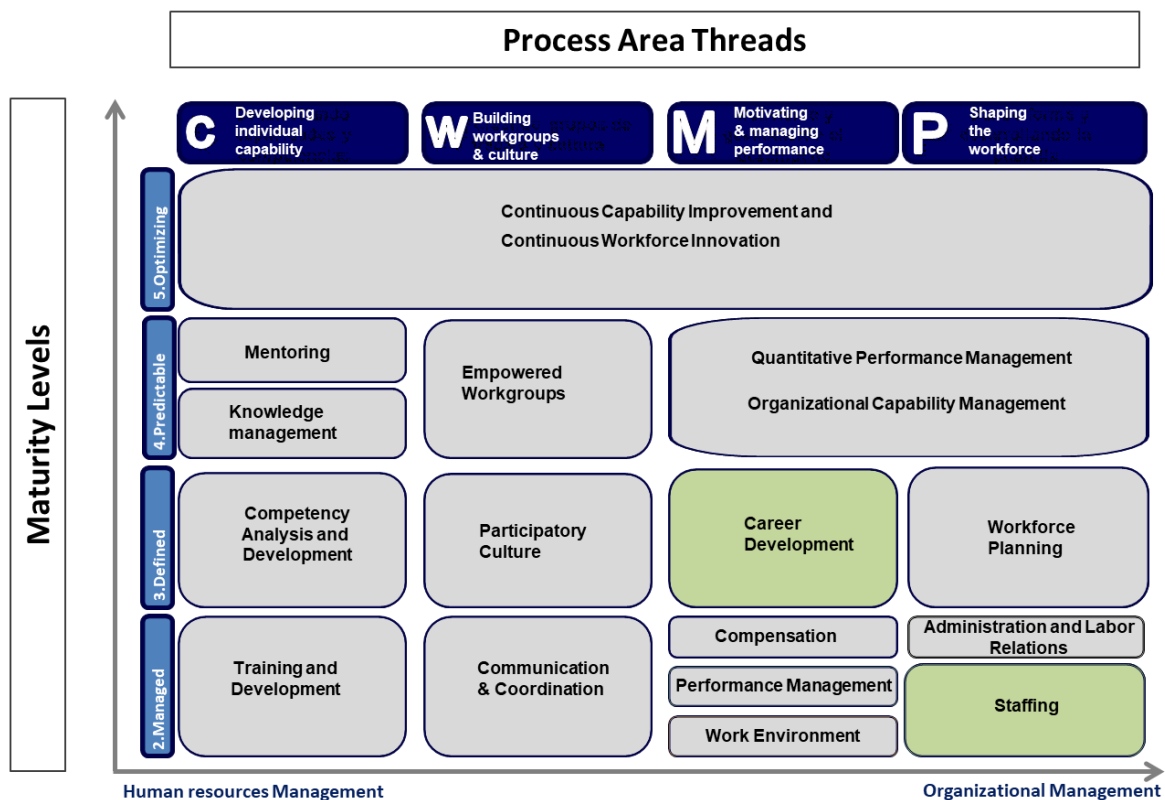 Process Area Threads
Maturity Levels
C
Developing
individual
capability
W
Building
workgroups
& culture
M
Motivating
& managing
performance
P
Shaping
the
workforce
5.Optimizing
Continuous Capability Improvement and
Continuous Workforce Innovation
4.Predictable
Mentoring
Knowledge
management
Empowered
Workgroups
Quantitative Performance Management
Organizational Capability Management
3.Defined
Competency
Analysis and
Development
Participatory
Culture
Career
Development
Workforce
Planning
2.Managed
Training and
Development
Communication
& Coordination
Compensation
Performance Management
Work Environment
Administration and Labor
Relations
Staffing
Human resources Management
Organizational Management